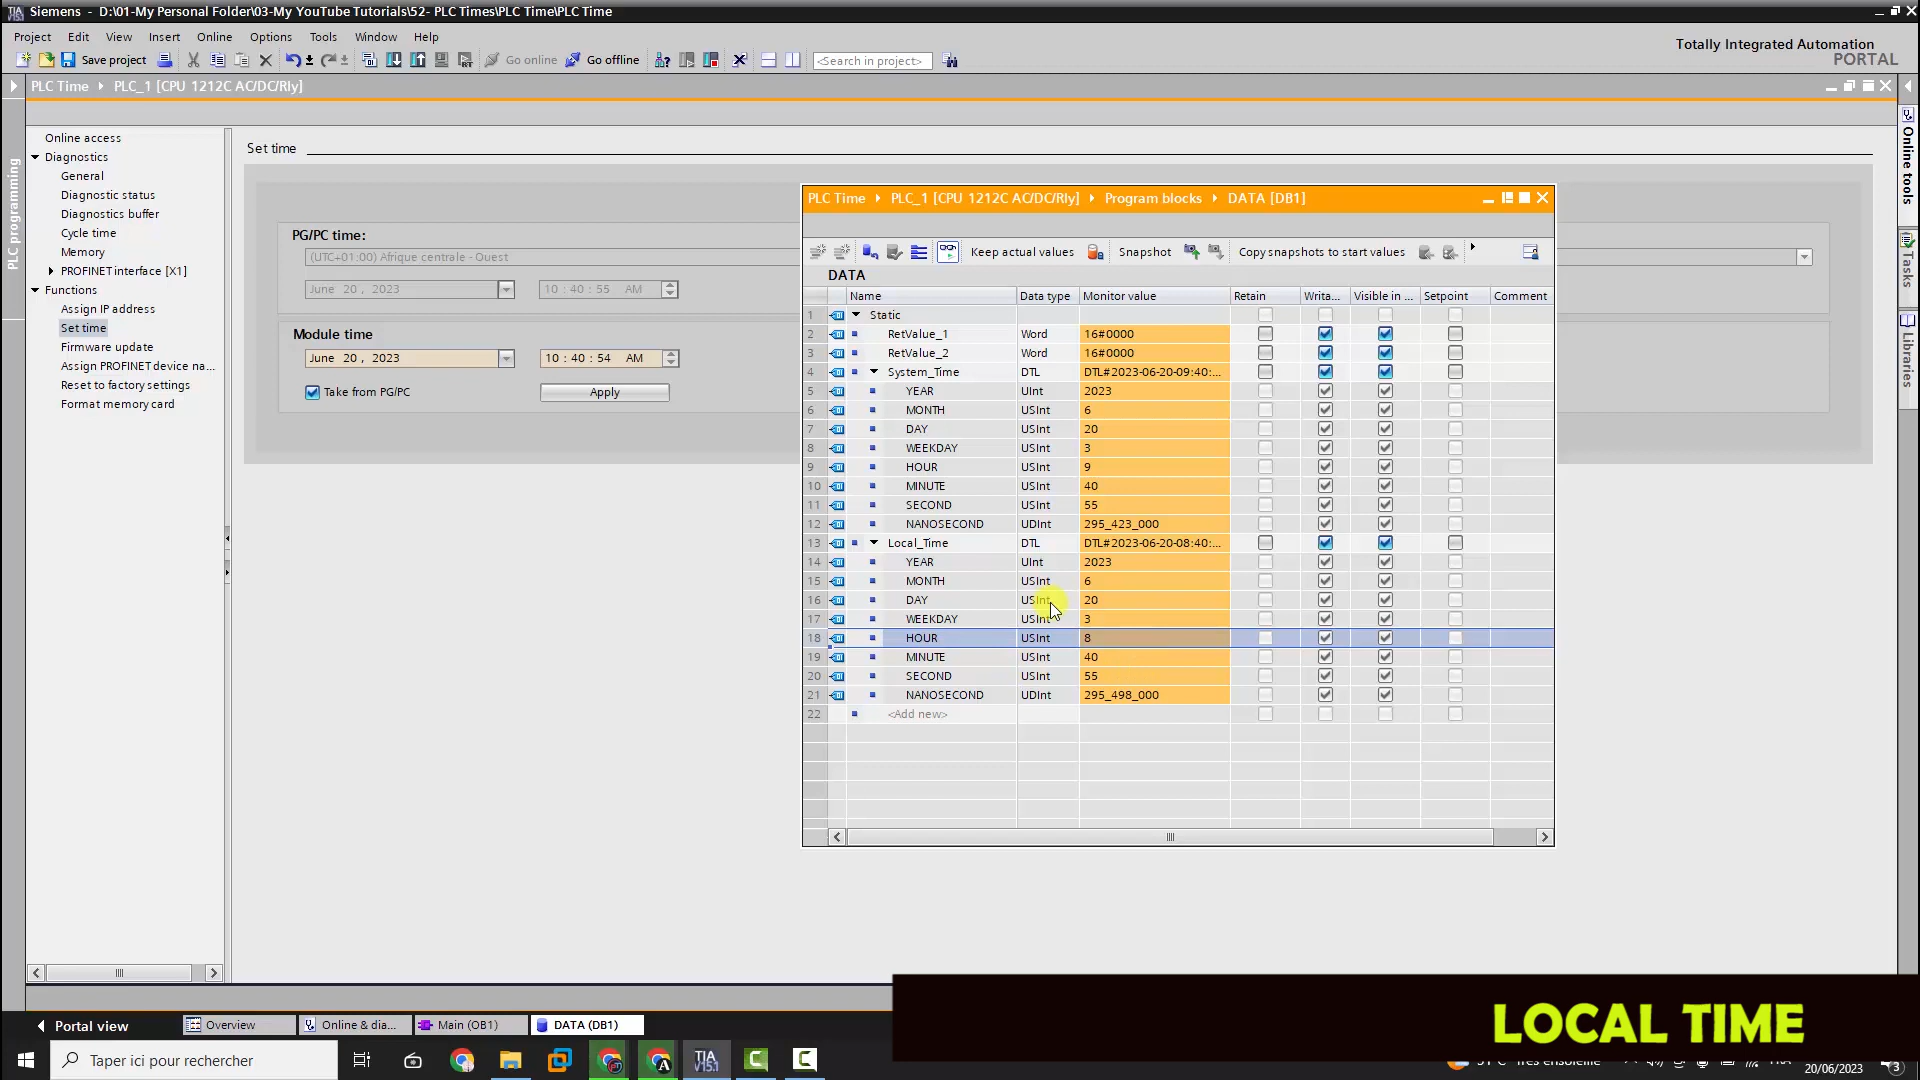 Siemens - D:\01-My Personal Folder\03-My YouTube Tutorials\52- PLC Times\PLC Time\PLC Time
Project Edit View Insert Online Options Tools Window Help
Totally Integrated Automation
PORTAL
Save project Go online Go offline <Search in project>
PLC Time PLC_1 [CPU 1212C AC/DC/Rly]
PLC programming
Online access
Diagnostics
General
Diagnostic status
Diagnostics buffer
Cycle time
Memory
PROFINET interface [X1]
Functions
Assign IP address
Set time
Firmware update
Assign PROFINET device na...
Reset to factory settings
Format memory card
Set time
PG/PC time:
(UTC+01:00) Afrique centrale - Ouest
June 20 , 2023 10 : 40 : 55 AM
Module time
June 20 , 2023 10 : 40 : 54 AM
Take from PG/PC Apply
PLC Time PLC_1 [CPU 1212C AC/DC/Rly] Program blocks DATA [DB1]
Keep actual values Snapshot Copy snapshots to start values
DATA
Name Data type Monitor value Retain Writa... Visible in ... Setpoint Comment
1 Static
2 RetValue_1 Word 16#0000
3 RetValue_2 Word 16#0000
4 System_Time DTL DTL#2023-06-20-09:40:...
5 YEAR UInt 2023
6 MONTH USInt 6
7 DAY USInt 20
8 WEEKDAY USInt 3
9 HOUR USInt 9
10 MINUTE USInt 40
11 SECOND USInt 55
12 NANOSECOND UDInt 295_423_000
13 Local_Time DTL DTL#2023-06-20-08:40:...
14 YEAR UInt 2023
15 MONTH USInt 6
16 DAY USInt 20
17 WEEKDAY USInt 3
18 HOUR USInt 8
19 MINUTE USInt 40
20 SECOND USInt 55
21 NANOSECOND UDInt 295_498_000
22 <Add new>
Online tools
Tasks
Libraries
Portal view Overview Online & dia... Main (OB1) DATA (DB1)
LOCAL TIME
Taper ici pour rechercher
20/06/2023
3